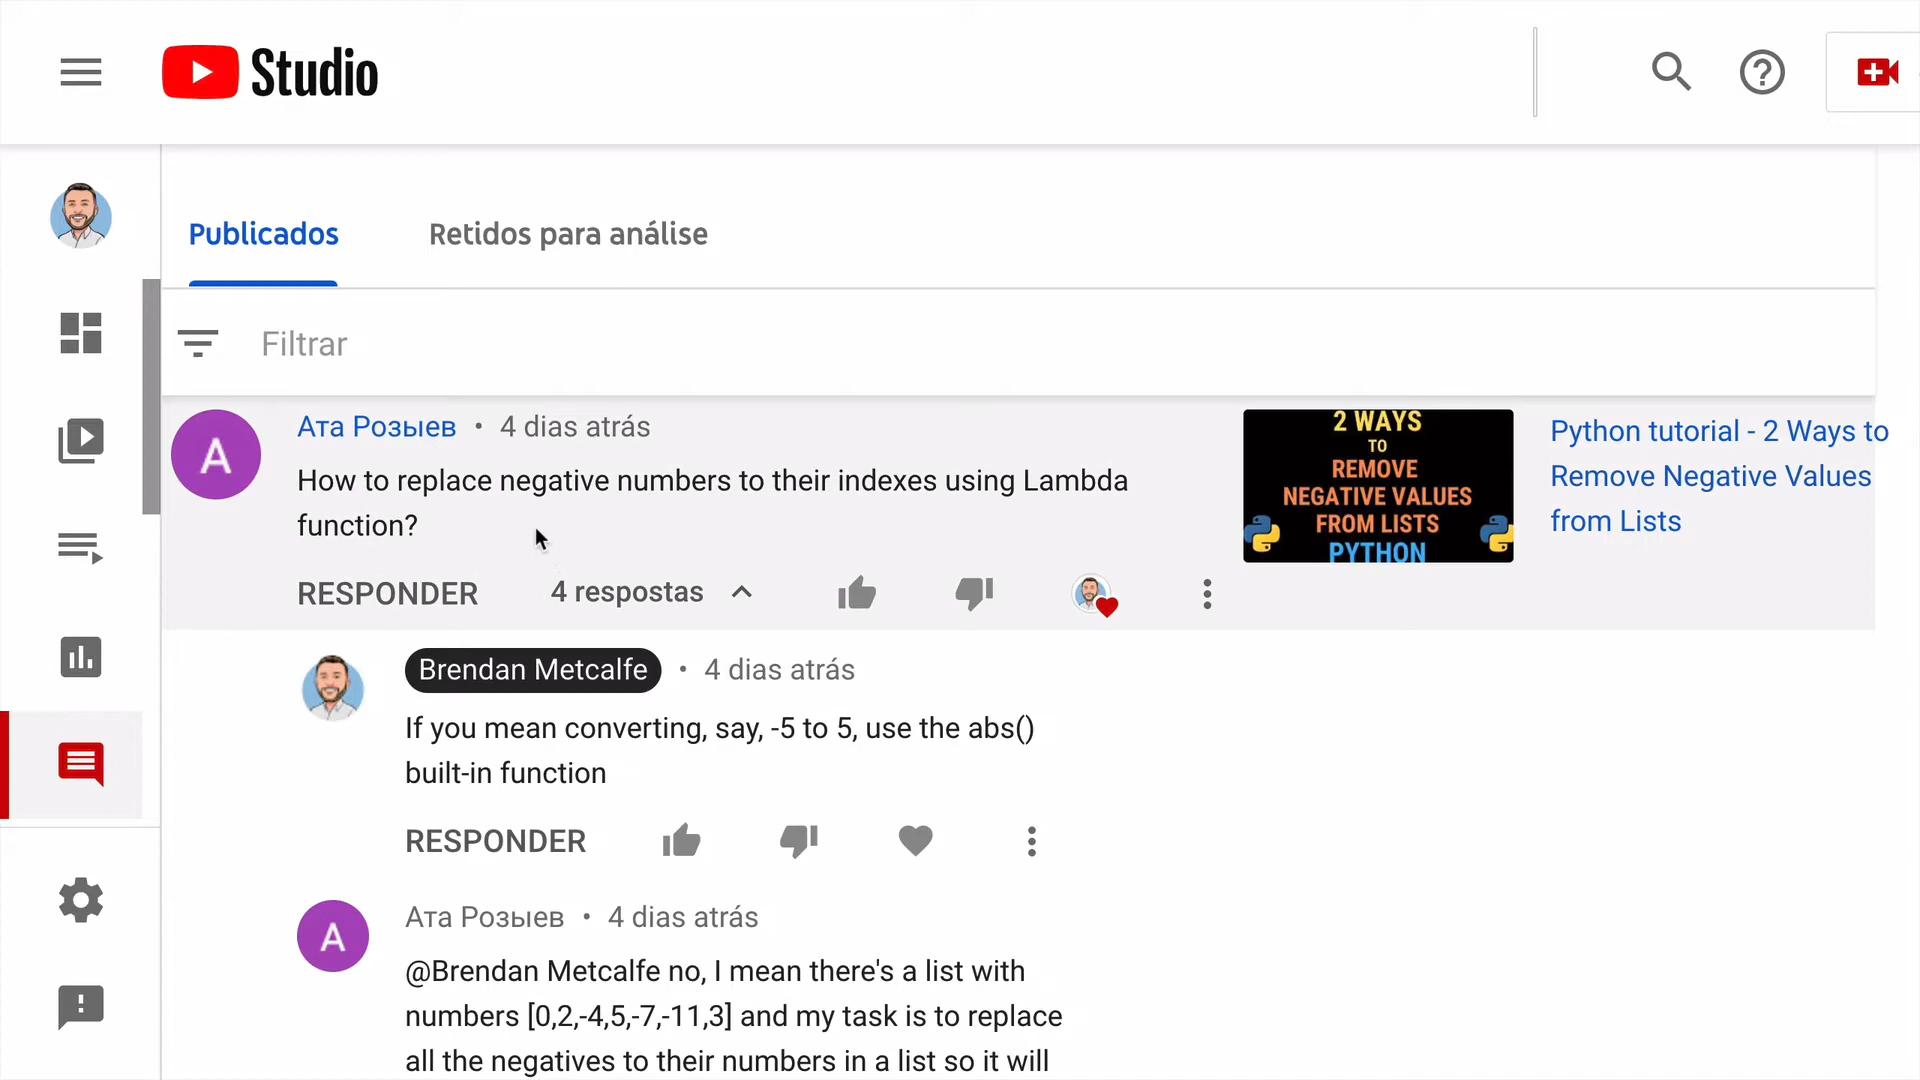 Studio
Publicados
Retidos para análise
Filtrar
A
Ата Розыев • 4 dias atrás
How to replace negative numbers to their indexes using Lambda
function?
RESPONDER
4 respostas
2 WAYS
TO
REMOVE
NEGATIVE VALUES
FROM LISTS
PYTHON
Python tutorial - 2 Ways to
Remove Negative Values
from Lists
Brendan Metcalfe • 4 dias atrás
If you mean converting, say, -5 to 5, use the abs()
built-in function
RESPONDER
A
Ата Розыев • 4 dias atrás
@Brendan Metcalfe no, I mean there's a list with
numbers [0,2,-4,5,-7,-11,3] and my task is to replace
all the negatives to their numbers in a list so it will